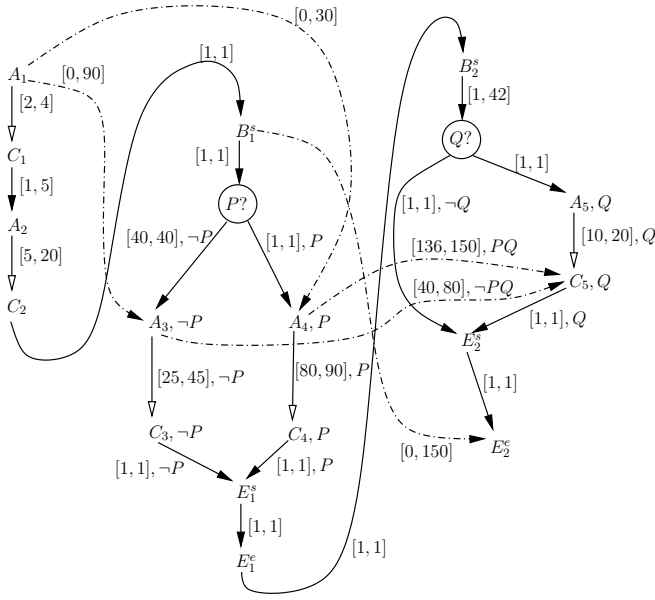 [0, 30]
[1, 1]
B₂ˢ
A₁
[0, 90]
[2, 4]
[1, 42]
B₁ˢ
Q?
C₁
[1, 1]
[1, 1]
[1, 5]
P?
[1, 1], ¬Q
A₅, Q
A₂
[40, 40], ¬P
[1, 1], P
[10, 20], Q
[5, 20]
[136, 150], PQ
C₅, Q
[40, 80], ¬PQ
C₂
A₃, ¬P
A₄, P
[1, 1], Q
E₂ˢ
[25, 45], ¬P
[80, 90], P
[1, 1]
C₃, ¬P
C₄, P
[0, 150]
E₂ᵉ
[1, 1], ¬P
[1, 1], P
E₁ˢ
[1, 1]
[1, 1]
E₁ᵉ